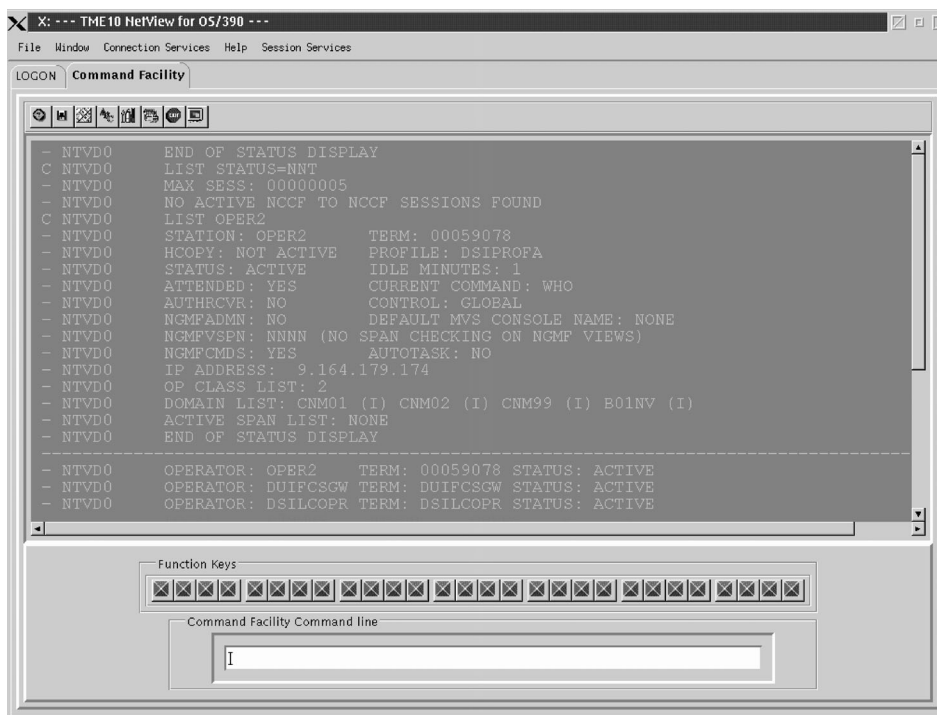 X: --- TME10 NetView for OS/390 ---
File Window Connection Services Help Session Services
LOGON Command Facility
EXIT
- NTVD0 END OF STATUS DISPLAY
C NTVD0 LIST STATUS=NNT
- NTVD0 MAX SESS: 00000005
- NTVD0 NO ACTIVE NCCF TO NCCF SESSIONS FOUND
C NTVD0 LIST OPER2
- NTVD0 STATION: OPER2 TERM: 00059078
- NTVD0 HCOPY: NOT ACTIVE PROFILE: DSIPROFA
- NTVD0 STATUS: ACTIVE IDLE MINUTES: 1
- NTVD0 ATTENDED: YES CURRENT COMMAND: WHO
- NTVD0 AUTHRCVR: NO CONTROL: GLOBAL
- NTVD0 NGMFADMN: NO DEFAULT MVS CONSOLE NAME: NONE
- NTVD0 NGMFVSPN: NNNN (NO SPAN CHECKING ON NGMF VIEWS)
- NTVD0 NGMFCMDS: YES AUTOTASK: NO
- NTVD0 IP ADDRESS: 9.164.179.174
- NTVD0 OP CLASS LIST: 2
- NTVD0 DOMAIN LIST: CNM01 (I) CNM02 (I) CNM99 (I) B01NV (I)
- NTVD0 ACTIVE SPAN LIST: NONE
- NTVD0 END OF STATUS DISPLAY
- NTVD0 OPERATOR: OPER2 TERM: 00059078 STATUS: ACTIVE
- NTVD0 OPERATOR: DUIFCSGW TERM: DUIFCSGW STATUS: ACTIVE
- NTVD0 OPERATOR: DSILCOPR TERM: DSILCOPR STATUS: ACTIVE
Function Keys
Command Facility Command line